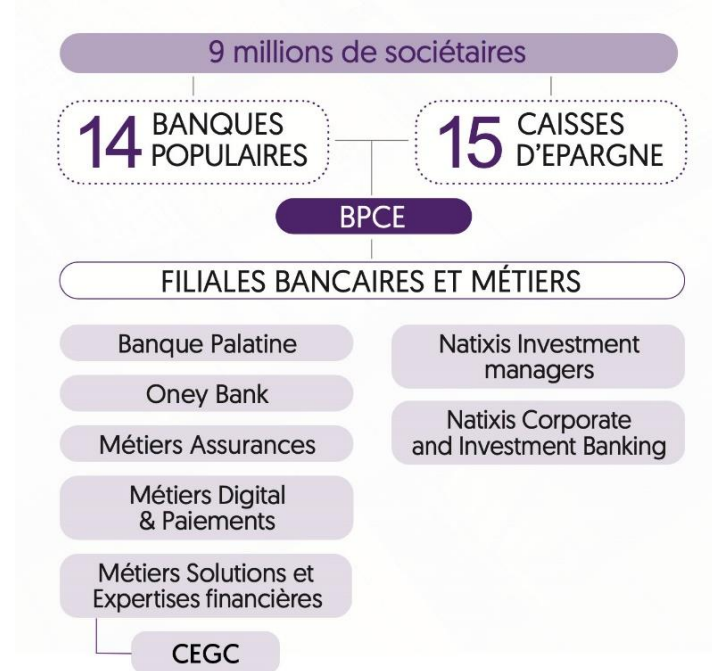 9 millions de sociétaires
14 BANQUES
POPULAIRES
15 CAISSES
D'EPARGNE
BPCE
FILIALES BANCAIRES ET MÉTIERS
Banque Palatine
Oney Bank
Métiers Assurances
Métiers Digital
& Paiements
Métiers Solutions et
Expertises financières
CEGC
Natixis Investment
managers
Natixis Corporate
and Investment Banking